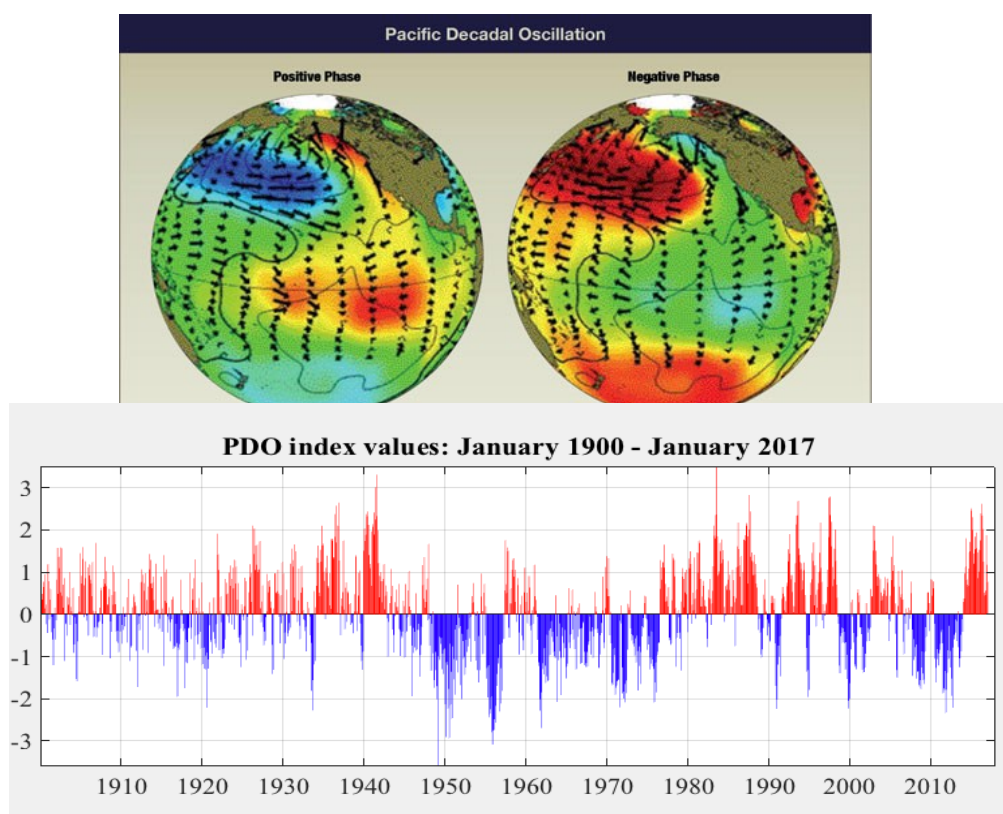 Pacific Decadal Oscillation
Positive Phase
Negative Phase
PDO index values: January 1900 - January 2017
3
2
1
0
-1
-2
-3
1910 1920 1930 1940 1950 1960 1970 1980 1990 2000 2010